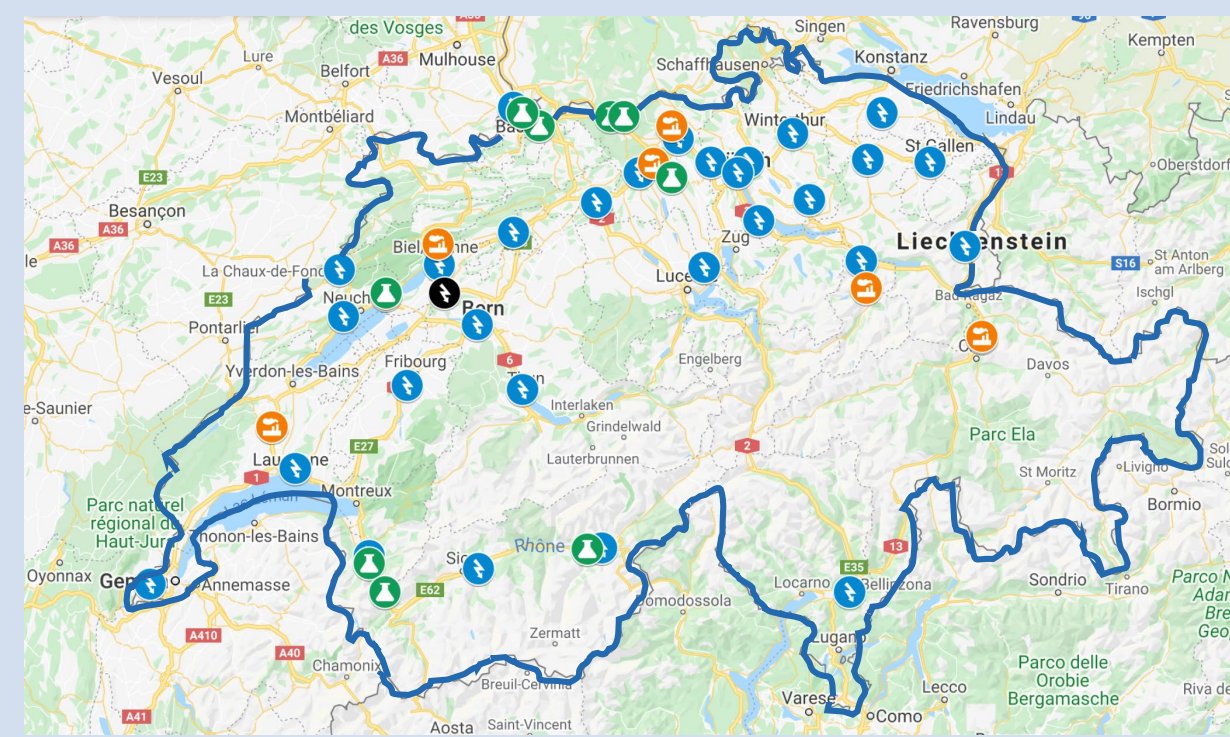 des Vosges
Singen
Ravensburg
Kempten
Lure
A36
Mulhouse
Schaffhausen
Konstanz
Vesoul
Belfort
Friedrichshafen
Montbéliard
Lindau
St Gallen
Oberstdorf
E23
Besançon
A36
A36
Zug
Liechtenstein
La Chaux-de-Fond
S16
St Anton
am Arlberg
E23
Neuch
Bern
Bad Ragaz
Ischgl
Pontarlier
Fribourg
6
Engelberg
Davos
Yverdon-les-Bains
Interlaken
e-Saunier
Grindelwald
Parc Ela
E27
2
Lauterbrunnen
St Moritz
Livigno
1
Montreux
Bormio
Parc naturel
régional du
Haut-Jura
Thonon-les-Bains
Rhône
13
Oyonnax
Annemasse
E62
E35
Locarno
Bellinzona
Sondrio
Tirano
Domodossola
A410
Zermatt
Lugano
A40
Chamonix
Breuil-Cervinia
Parco delle
Orobie
Bergamasche
Lecco
Varese
Riva de
A41
Aosta
Saint-Vincent
Como